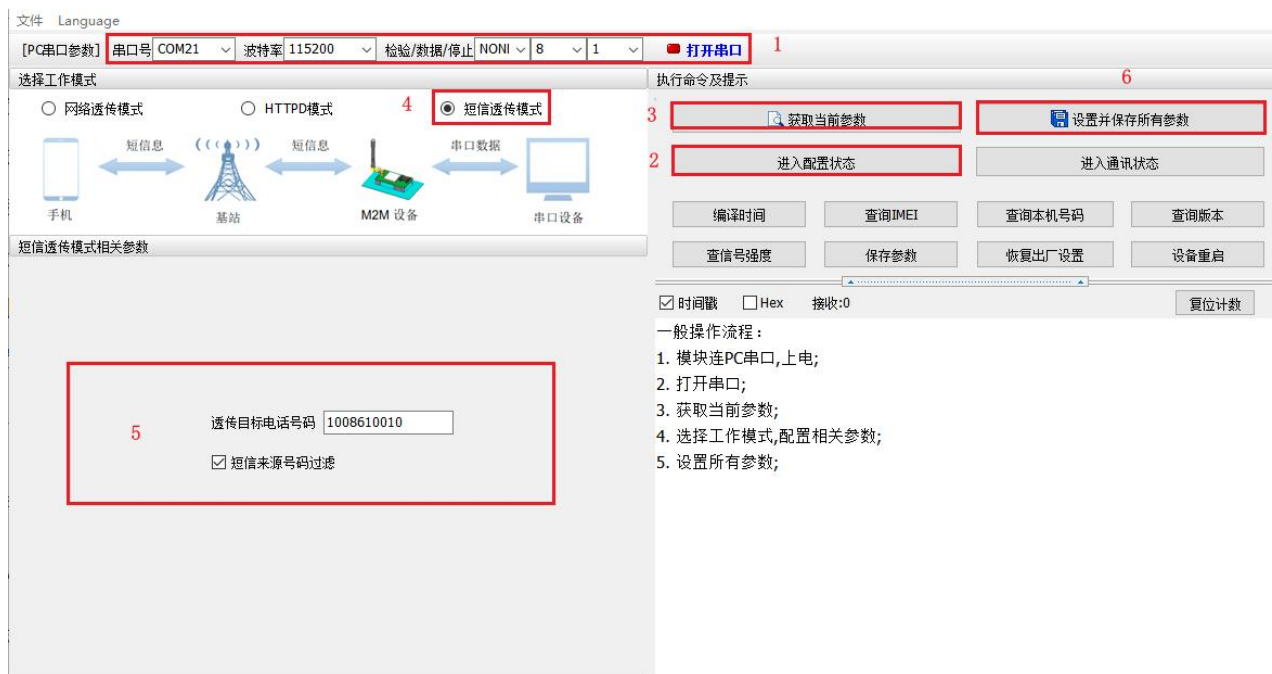 文件 Language
[PC串口参数] 串口号 COM21 波特率 115200 检验/数据/停止 NONI 8 1 打开串口 1
选择工作模式
网络透传模式 HTTPD模式 4 短信透传模式
短信息 短信息 串口数据
手机 基站 M2M 设备 串口设备
短信透传模式相关参数
5
透传目标电话号码 1008610010
短信来源号码过滤
执行命令及提示 6
3 获取当前参数 设置并保存所有参数
2 进入配置状态 进入通讯状态
编译时间 查询IMEI 查询本机号码 查询版本
查信号强度 保存参数 恢复出厂设置 设备重启
时间戳 Hex 接收:0 复位计数
一般操作流程：
1. 模块连PC串口,上电;
2. 打开串口;
3. 获取当前参数;
4. 选择工作模式,配置相关参数;
5. 设置所有参数;